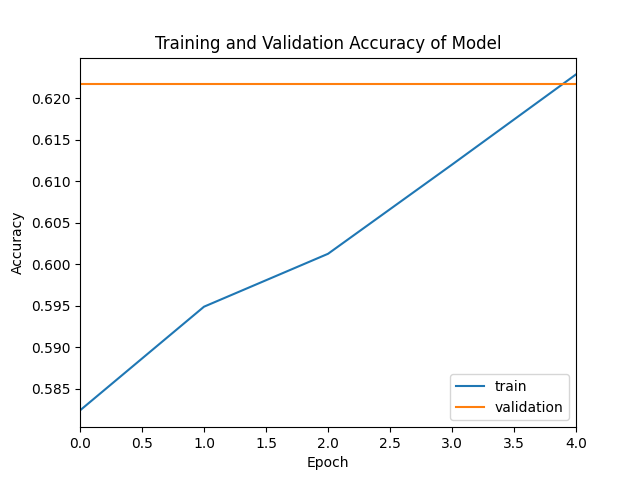 Training and Validation Accuracy of Model
Accuracy
0.620
0.615
0.610
0.605
0.600
0.595
0.590
0.585
0.0 0.5 1.0 1.5 2.0 2.5 3.0 3.5 4.0
Epoch
train
validation